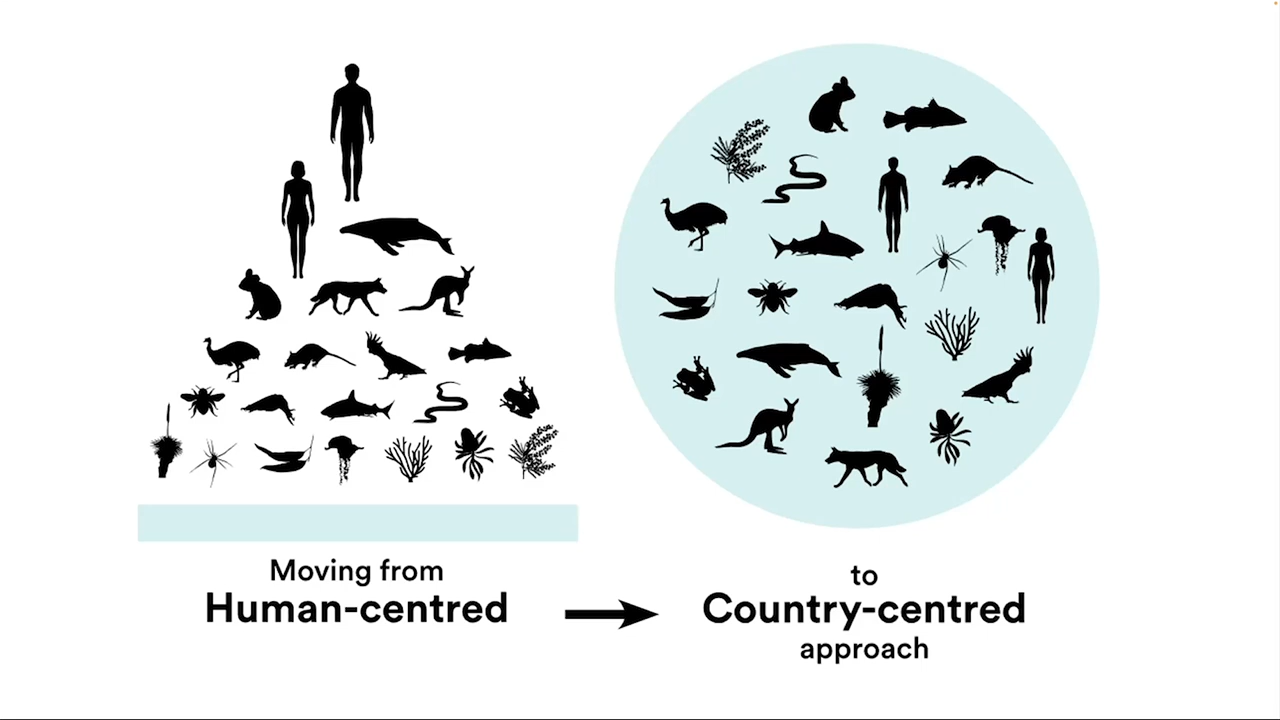 Moving from
Human-centred
to
Country-centred
approach